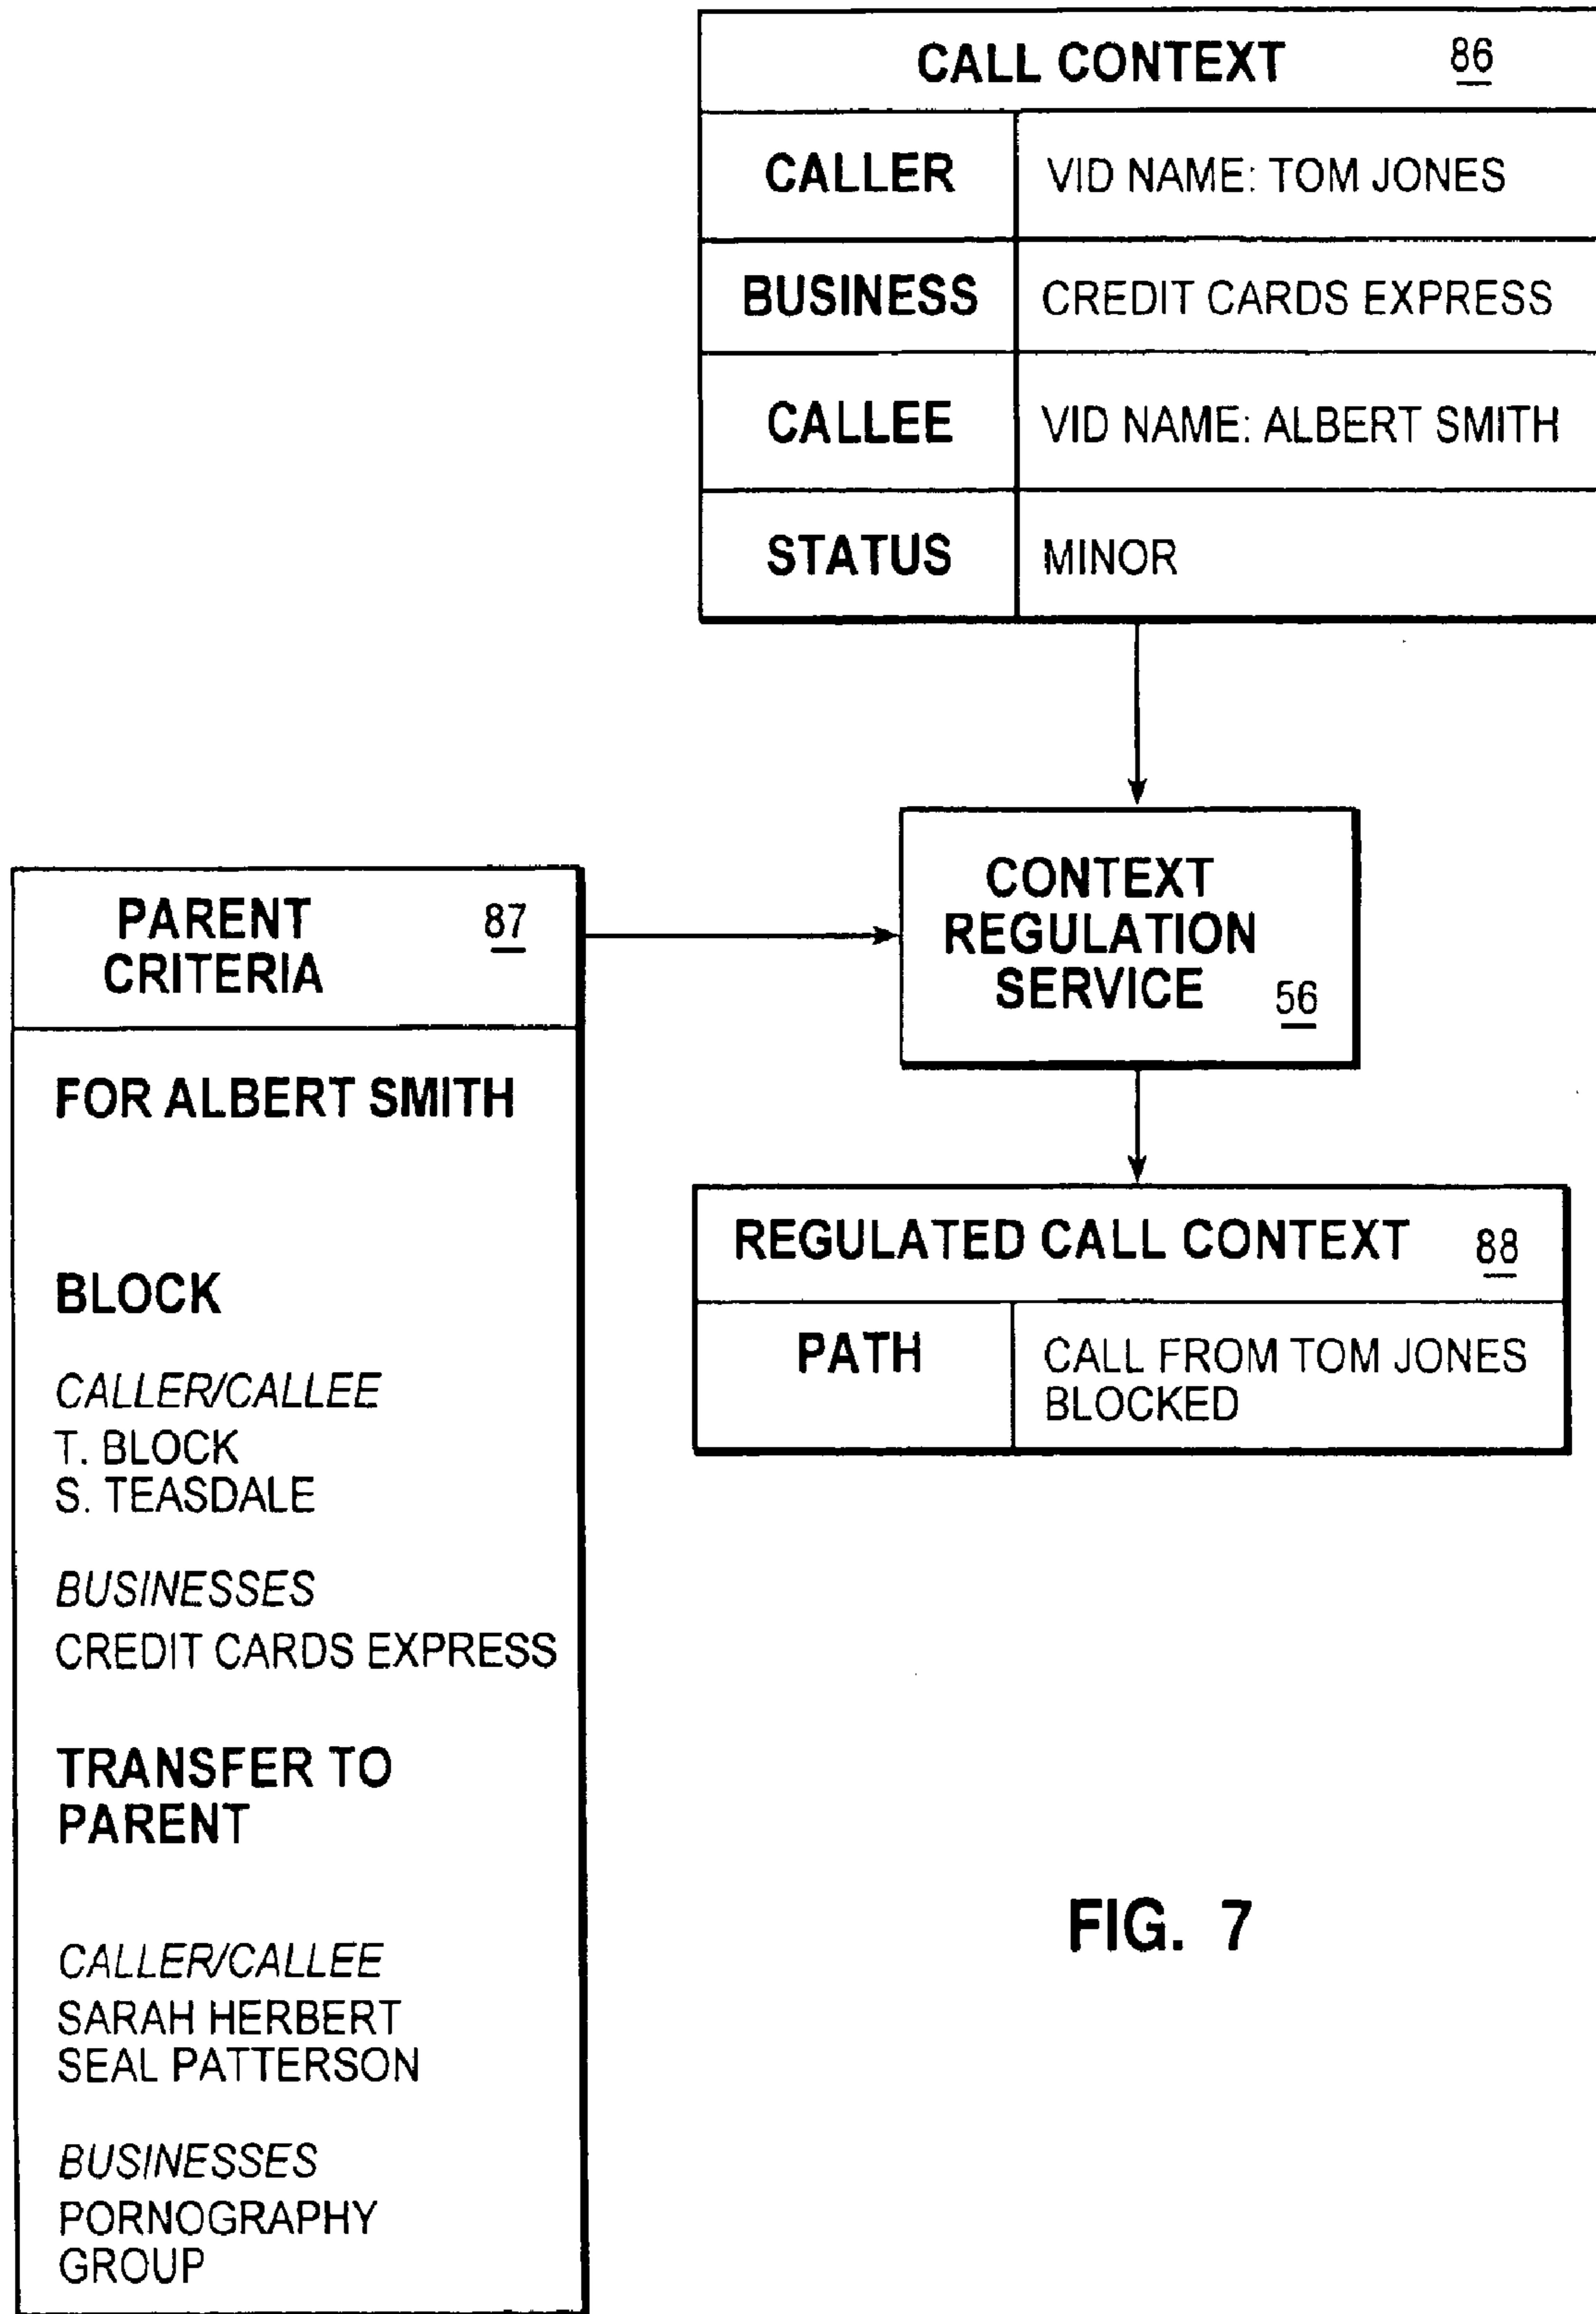 CALL CONTEXT 86
CALLER VID NAME: TOM JONES
BUSINESS CREDIT CARDS EXPRESS
CALLEE VID NAME: ALBERT SMITH
STATUS MINOR
CONTEXT
REGULATION
SERVICE 56
PARENT 87
CRITERIA
FOR ALBERT SMITH
BLOCK
CALLER/CALLEE
T. BLOCK
S. TEASDALE
BUSINESSES
CREDIT CARDS EXPRESS
TRANSFER TO
PARENT
CALLER/CALLEE
SARAH HERBERT
SEAL PATTERSON
BUSINESSES
PORNOGRAPHY
GROUP
REGULATED CALL CONTEXT 88
PATH CALL FROM TOM JONES
BLOCKED
FIG. 7